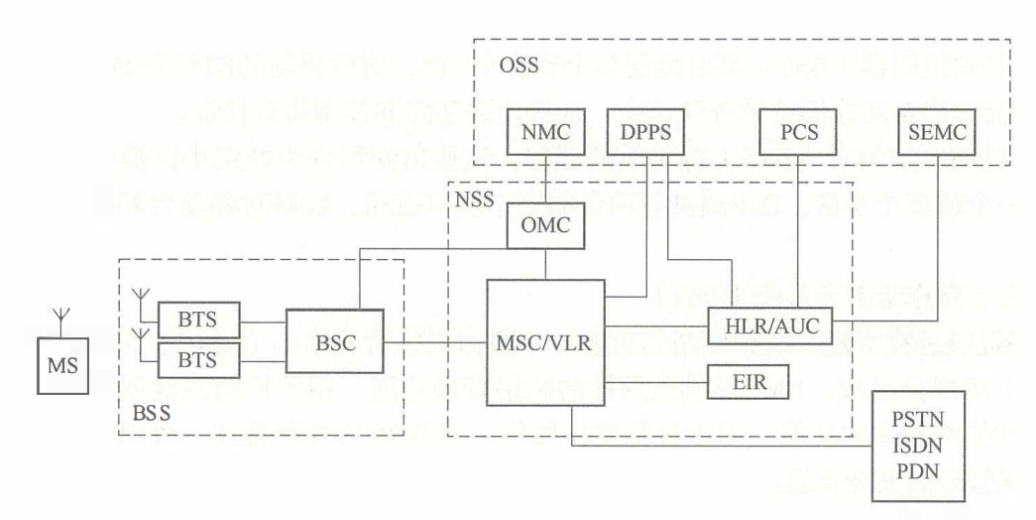 OSS
NMC
DPPS
PCS
SEMC
NSS
OMC
BTS
BTS
BSC
MSC/VLR
HLR/AUC
MS
EIR
BSS
PSTN
ISDN
PDN